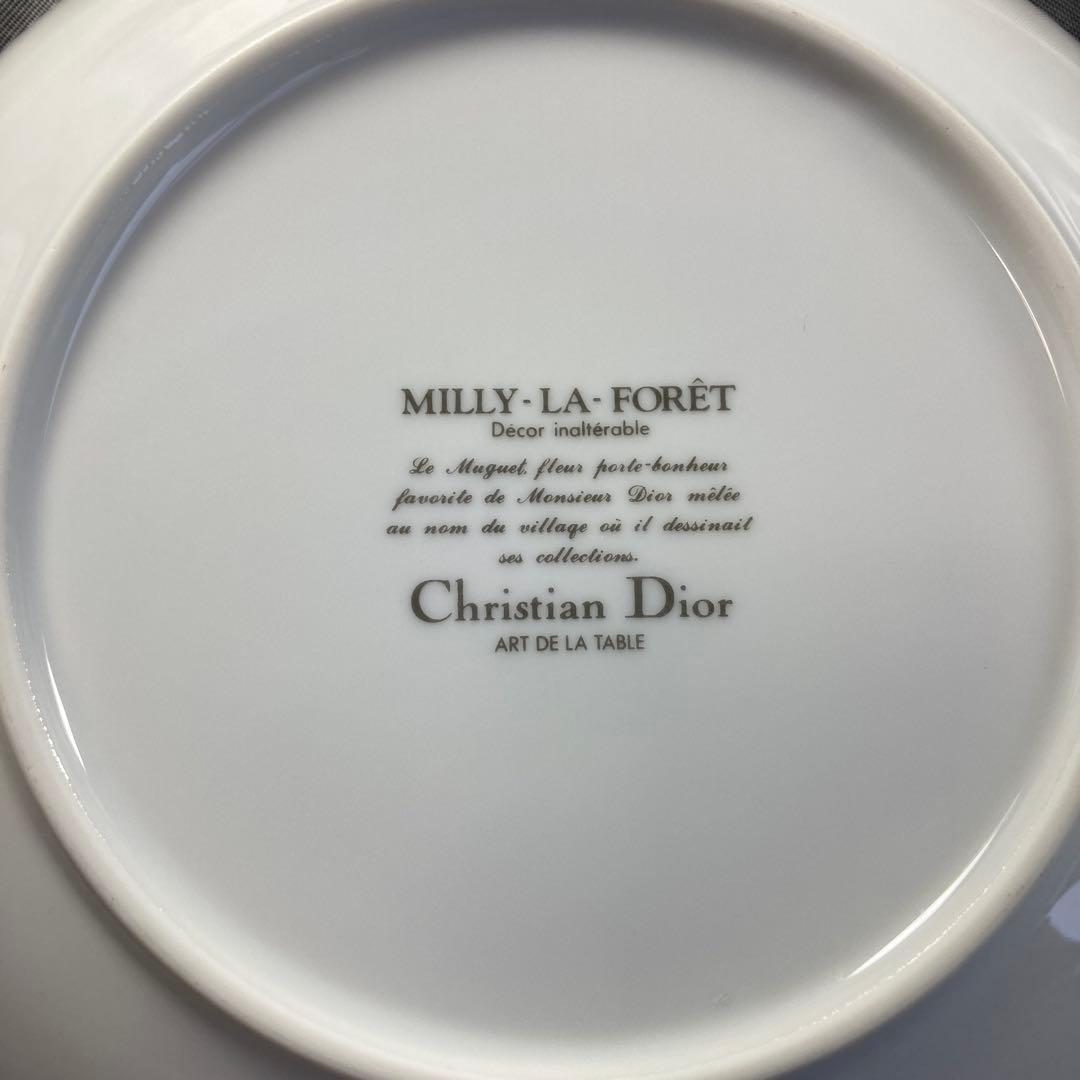 MILLY-LA-FORÊT
Décor inaltérable
Le Muguet, fleur porte-bonheur
favorite de Monsieur Dior mêlée
au nom du village où il dessinait
ses collections.
Christian Dior
ART DE LA TABLE